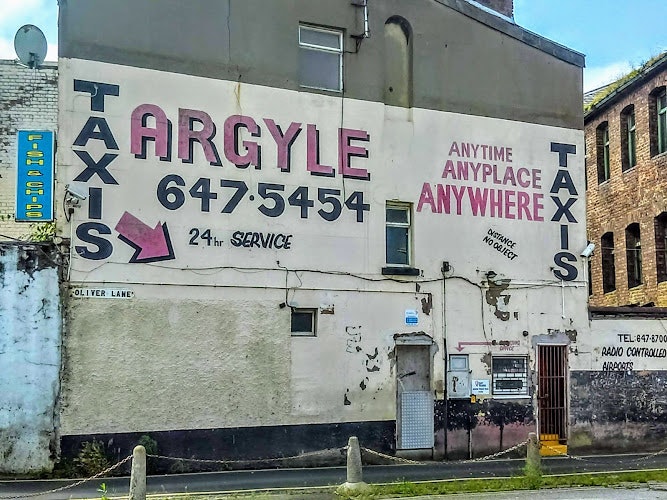 TAXIS
ARGYLE
647·5454
24hr SERVICE
ANYTIME
ANYPLACE
ANYWHERE
DISTANCE
NO OBJECT
TAXIS
FISH & CHIPS
OLIVER LANE
TEL: 647-8700
RADIO CONTROLLED
AIRPORTS